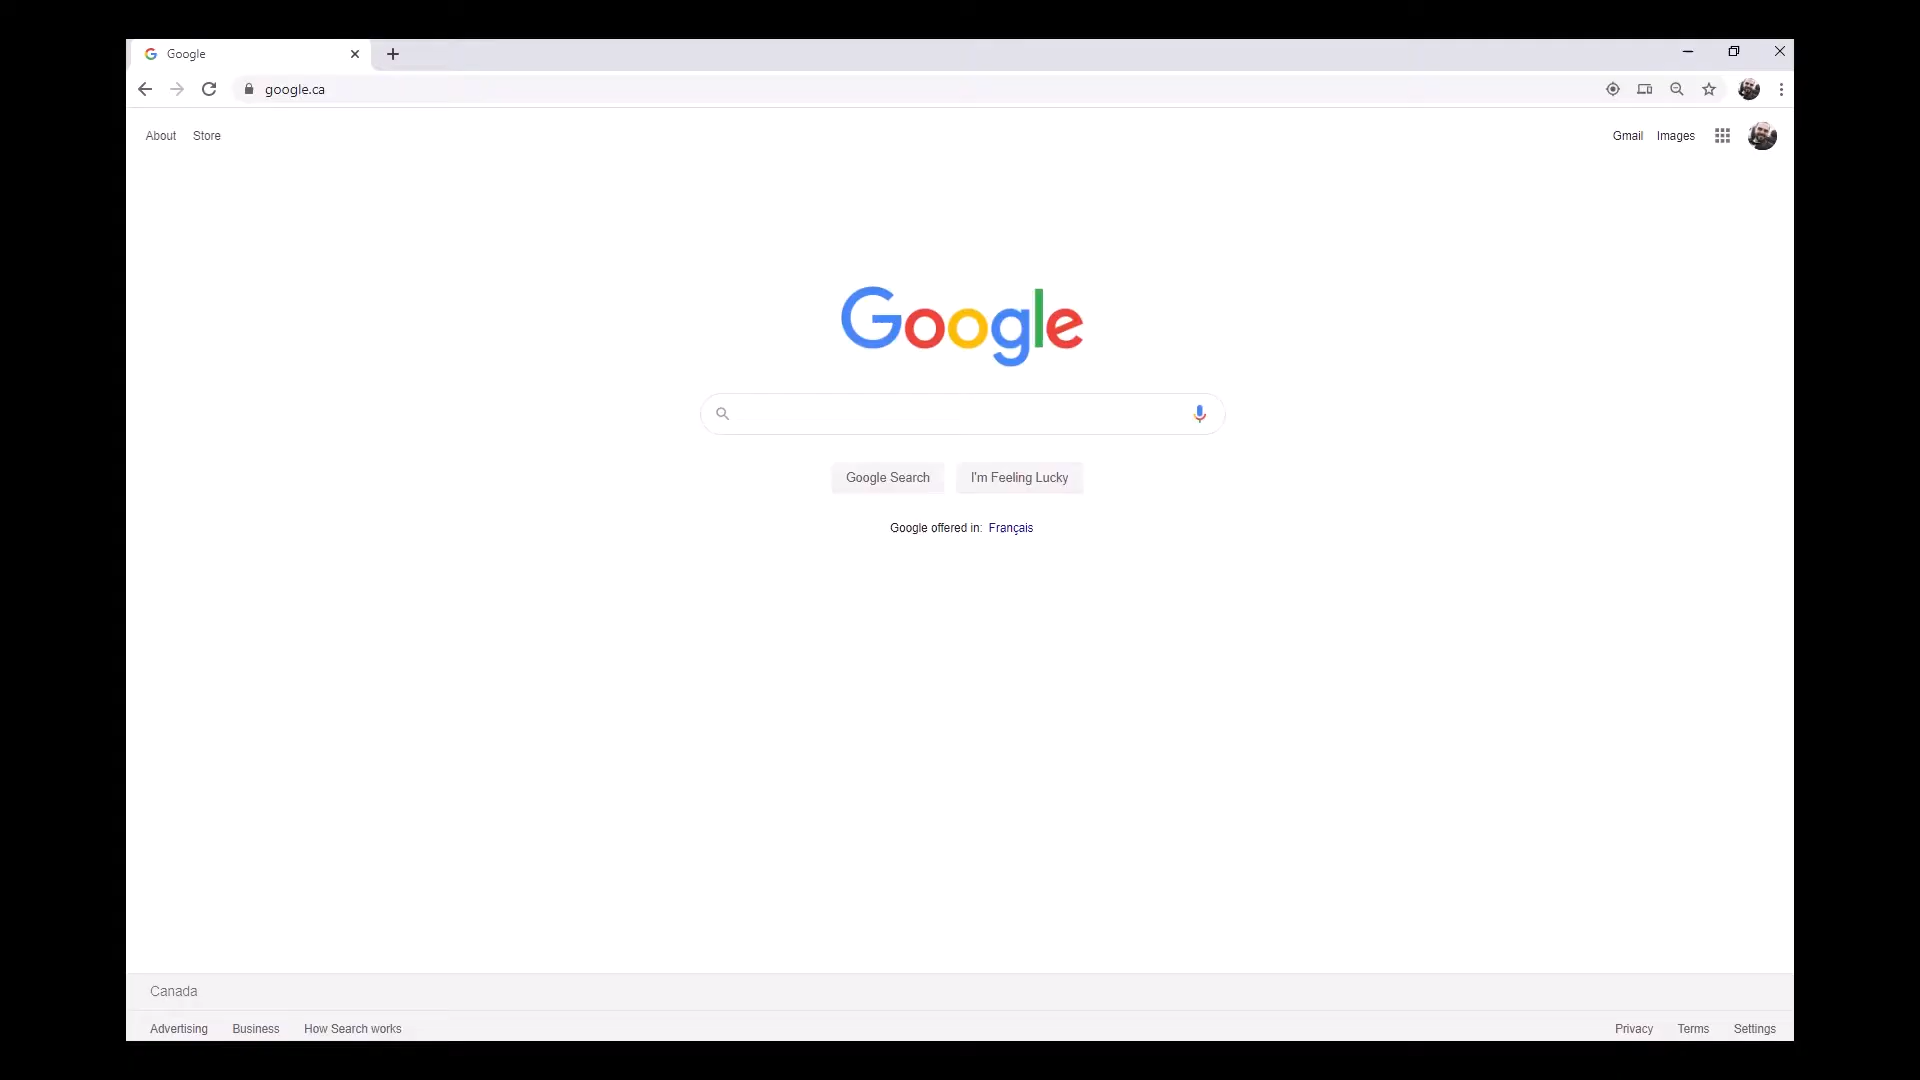 Google
google.ca
About Store
Gmail Images
Google
Google Search I'm Feeling Lucky
Google offered in: Français
Canada
Advertising Business How Search works
Privacy Terms Settings